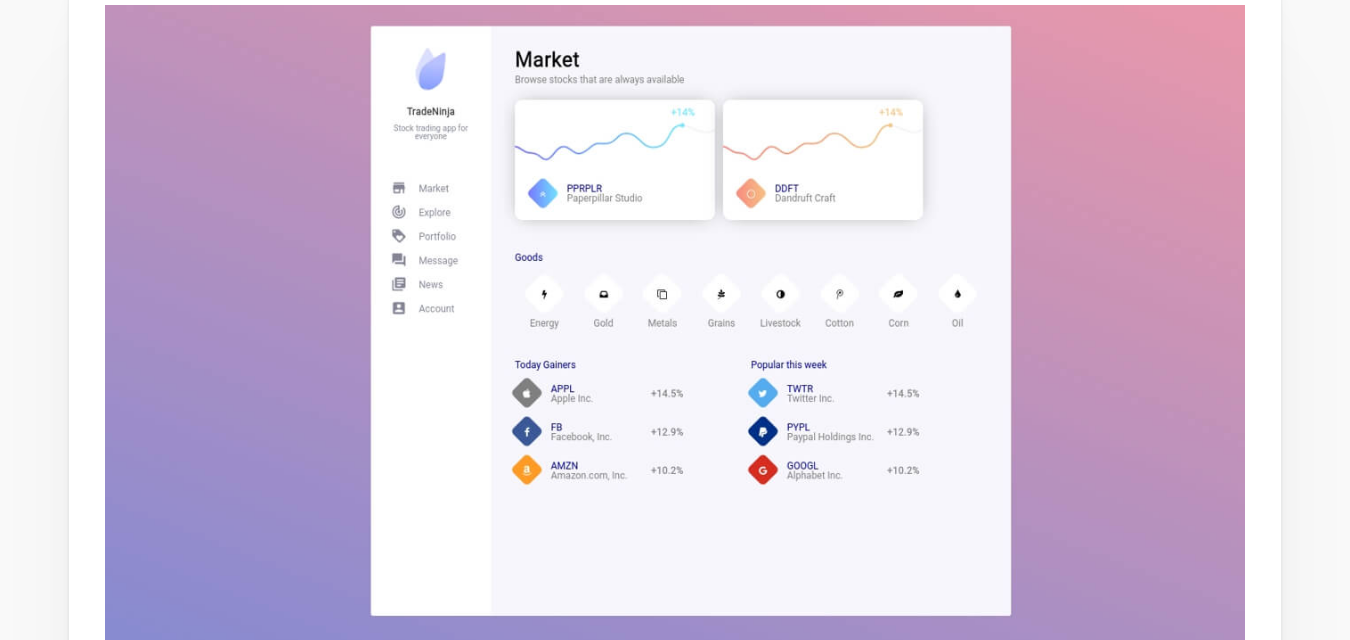 TradeNinja
Stock trading app for
everyone
Market
Explore
Portfolio
Message
News
Account
Market
Browse stocks that are always available
+14%
PPRPLR
Paperpillar Studio
+14%
DDFT
Dandruft Craft
Goods
Energy
Gold
Metals
Grains
Livestock
Cotton
Corn
Oil
Today Gainers
APPL
Apple Inc.
+14.5%
FB
Facebook, Inc.
+12.9%
AMZN
Amazon.com, Inc.
+10.2%
Popular this week
TWTR
Twitter Inc.
+14.5%
PYPL
Paypal Holdings Inc.
+12.9%
GOOGL
Alphabet Inc.
+10.2%